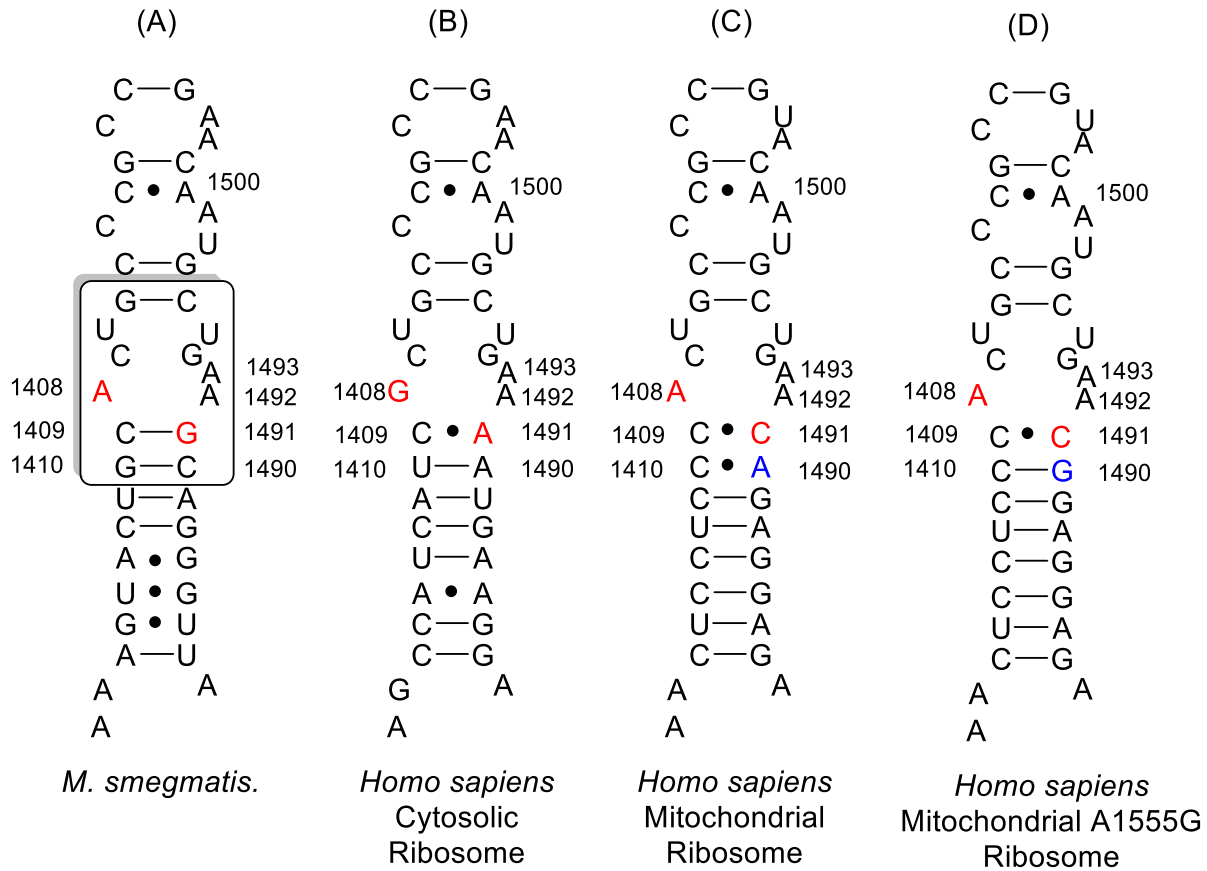 (A)
C—G
A
C A
G—C
C • A 1500
A
C U
C—G
G—C
U U
C G
A 1493
1408 A A 1492
1409 C—G 1491
1410 G—C 1490
U—A
C—G
A • G
U • G
G • U
A—U
A A
A
M. smegmatis.
(B)
C—G
A
C A
G—C
C • A 1500
A
C U
C—G
G—C
U U
C G
A 1493
1408 G A 1492
1409 C • A 1491
1410 U—A 1490
A—U
C—G
U—A
A • A
C—G
C—G
G A
A
Homo sapiens
Cytosolic
Ribosome
(C)
C—G
U
C A
G—C
C • A 1500
A
C U
C—G
G—C
U U
C G
A 1493
1408 A A 1492
1409 C • C 1491
1410 C • A 1490
C—G
U—A
C—G
C—G
U—A
C—G
A A
A
Homo sapiens
Mitochondrial
Ribosome
(D)
C—G
U
C A
G—C
C • A 1500
A
C U
C—G
G—C
U U
C G
A 1493
1408 A A 1492
1409 C • C 1491
1410 C—G 1490
C—G
U—A
C—G
C—G
U—A
C—G
A A
A
Homo sapiens
Mitochondrial A1555G
Ribosome